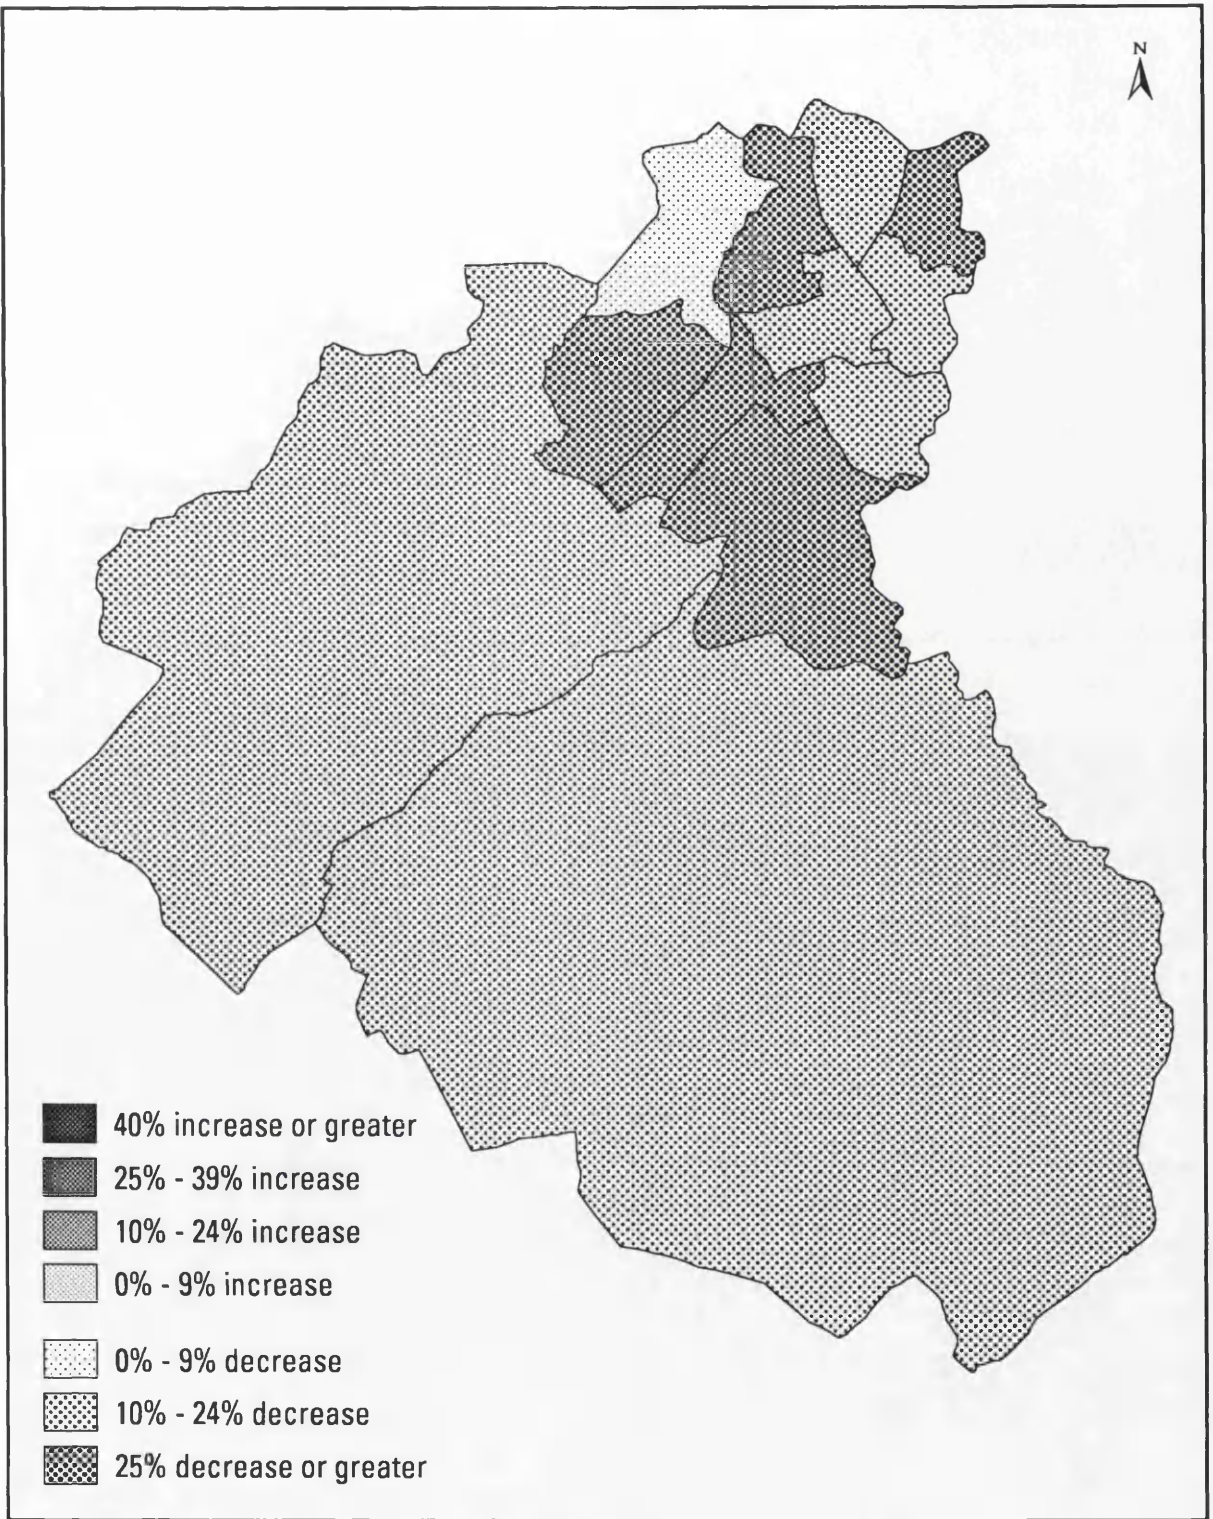 N
40% increase or greater
25% - 39% increase
10% - 24% increase
0% - 9% increase
0% - 9% decrease
10% - 24% decrease
25% decrease or greater